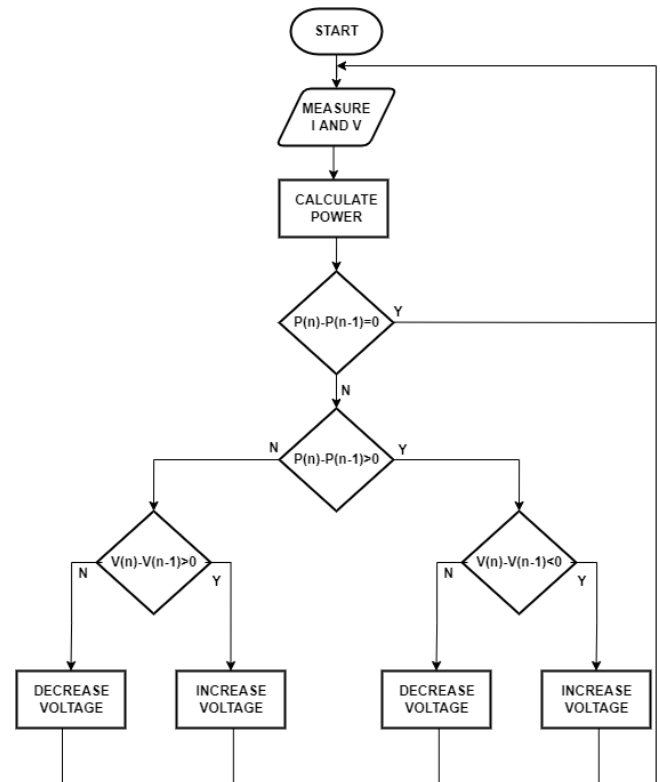 START
MEASURE
I AND V
CALCULATE
POWER
P(n)-P(n-1)=0
Y
N
N
P(n)-P(n-1)>0
Y
V(n)-V(n-1)>0
N
Y
V(n)-V(n-1)<0
N
Y
DECREASE
VOLTAGE
INCREASE
VOLTAGE
DECREASE
VOLTAGE
INCREASE
VOLTAGE